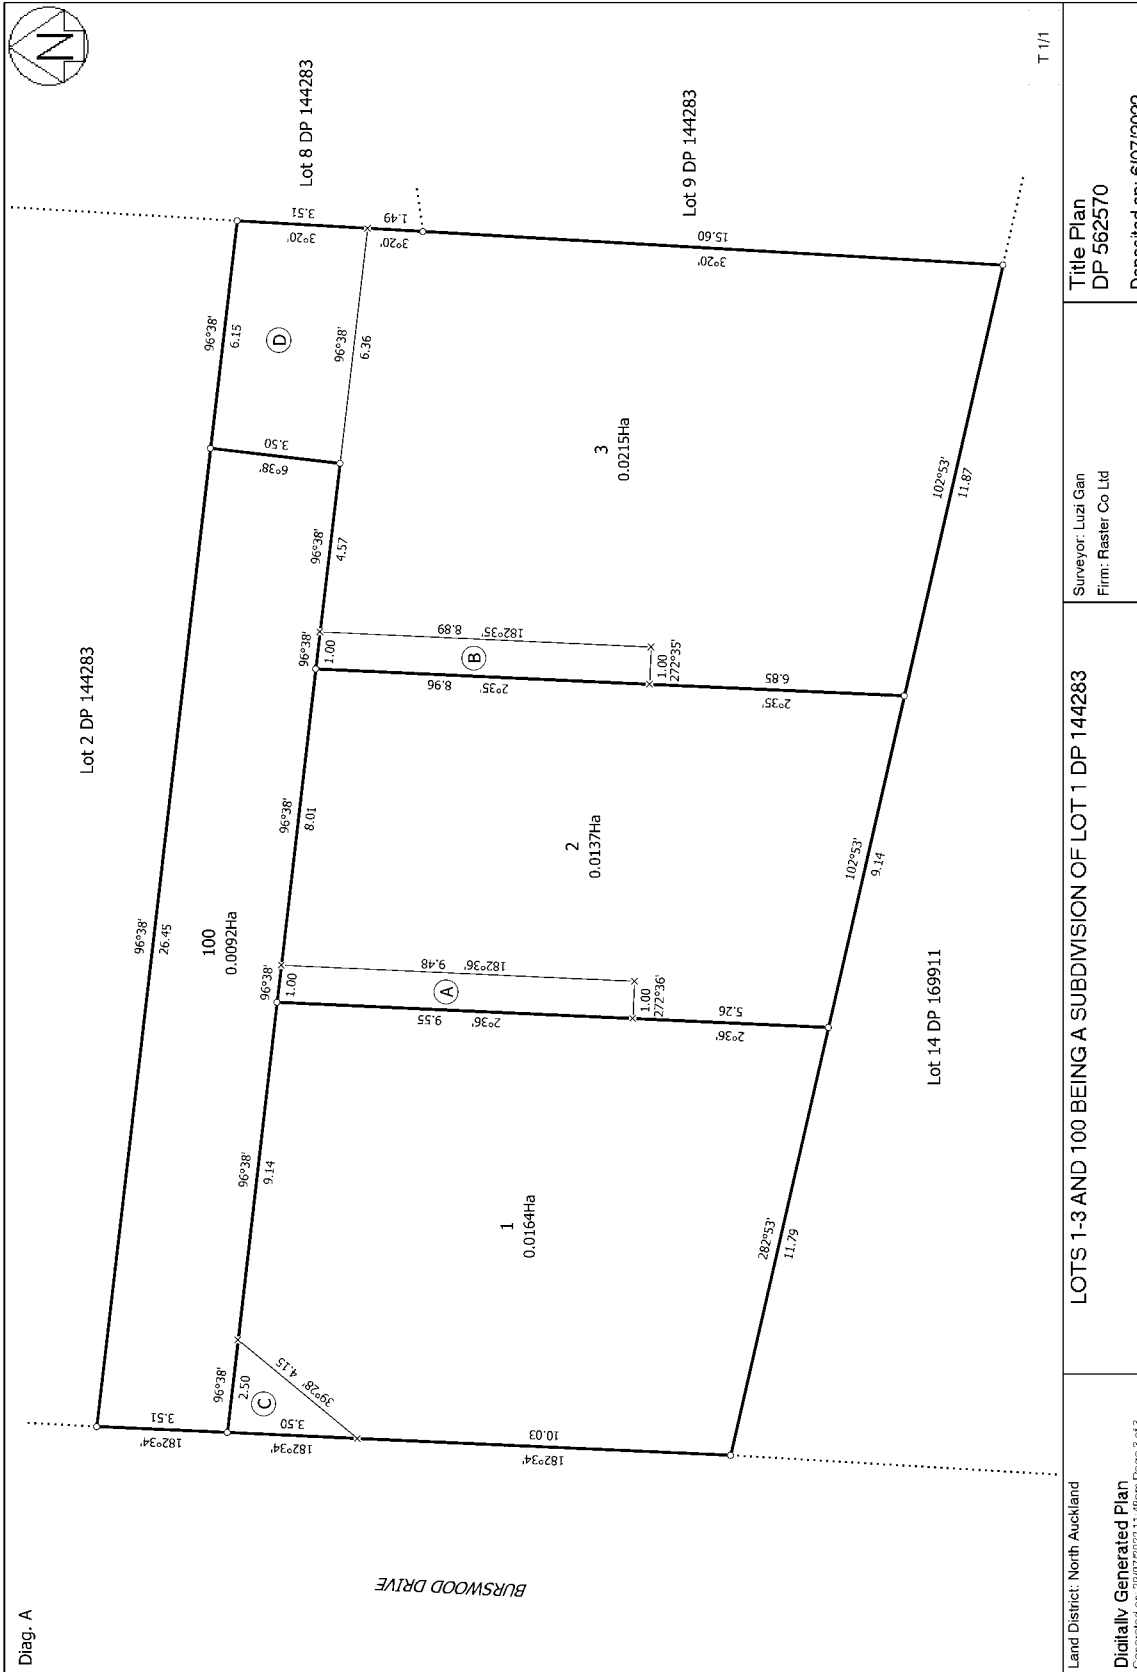 Diag. A
N
Lot 2 DP 144283
Lot 8 DP 144283
Lot 9 DP 144283
Lot 14 DP 169911
BURSWOOD DRIVE
96°38'
26.45
96°38'
6.15
3°20'
3.51
3°20'
1.49
3°20'
15.60
96°38'
6.36
D
6°38'
3.50
100
0.0092Ha
182°34'
3.51
182°34'
3.50
182°34'
10.03
96°38'
2.50
C
39°28'
4.15
96°38'
9.14
96°38'
1.00
96°38'
8.01
96°38'
1.00
96°38'
4.57
2°36'
9.55
A
182°36'
9.48
1.00
272°36'
2°36'
5.26
2°35'
8.96
B
182°35'
8.89
1.00
272°35'
2°35'
6.85
1
0.0164Ha
2
0.0137Ha
3
0.0215Ha
282°53'
11.79
102°53'
9.14
102°53'
11.87
T 1/1
Land District: North Auckland
Digitally Generated Plan
LOTS 1-3 AND 100 BEING A SUBDIVISION OF LOT 1 DP 144283
Surveyor: Luzi Gan
Firm: Raster Co Ltd
Title Plan
DP 562570
Deposited on: 6/07/2022